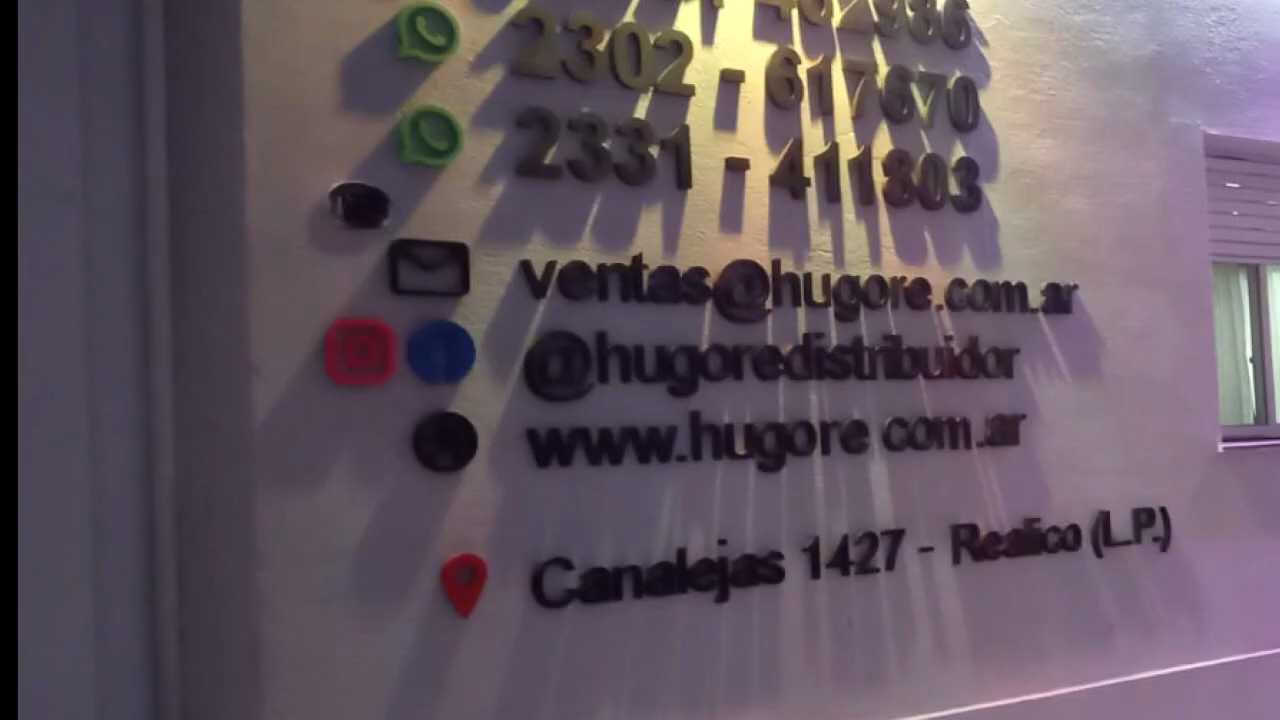 2302 - 617670
2331 - 411803
ventas@hugore.com.ar
@hugoredistribuidor
www.hugore com.ar
Canalejas 1427 - Realico (L.P.)